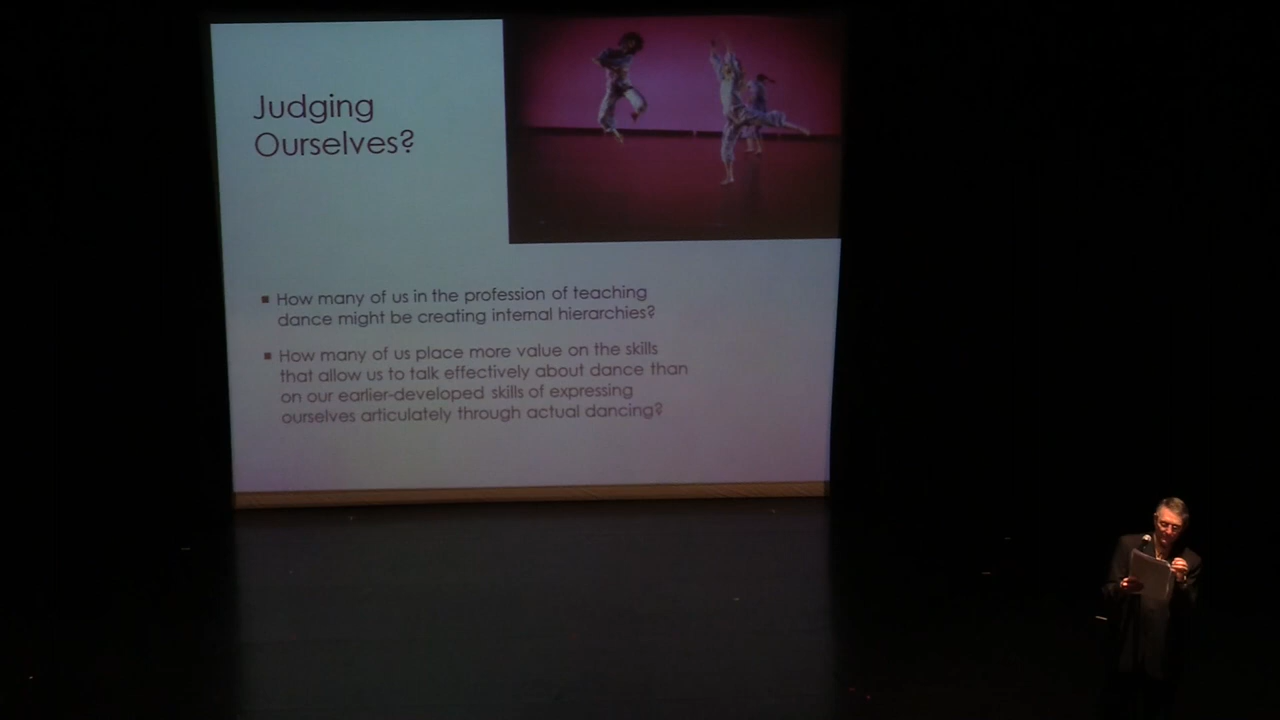 Judging
Ourselves?
▪ How many of us in the profession of teaching
dance might be creating internal hierarchies?
▪ How many of us place more value on the skills
that allow us to talk effectively about dance than
on our earlier-developed skills of expressing
ourselves articulately through actual dancing?